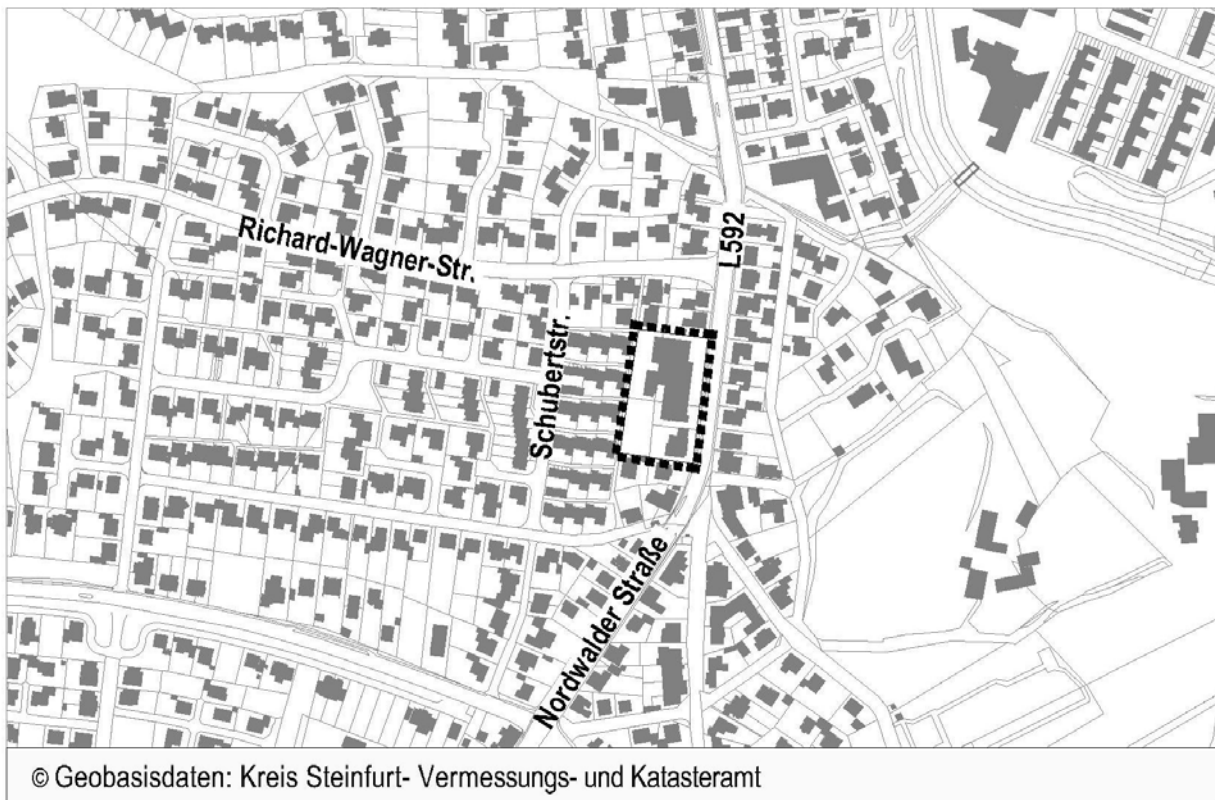 Richard-Wagner-Str.
L592
Schubertstr.
Nordwalder Straße
© Geobasisdaten: Kreis Steinfurt- Vermessungs- und Katasteramt